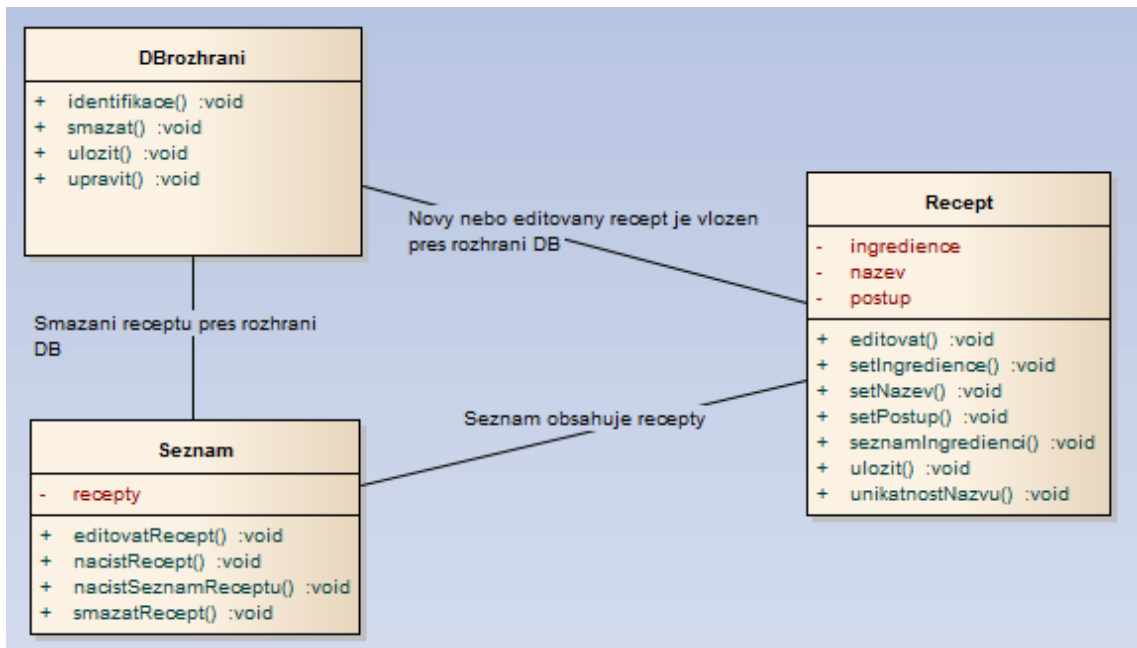 DBrozhrani
+ identifikace() :void
+ smazat() :void
+ ulozit() :void
+ upravit() :void
Novy nebo editovany recept je vlozen
pres rozhrani DB
Recept
- ingredience
- nazev
- postup
+ editovat() :void
+ setIngredience() :void
+ setNazev() :void
+ setPostup() :void
+ seznamIngredienci() :void
+ ulozit() :void
+ unikatnostNazvu() :void
Smazani receptu pres rozhrani
DB
Seznam obsahuje recepty
Seznam
- recepty
+ editovatRecept() :void
+ nacistRecept() :void
+ nacistSeznamReceptu() :void
+ smazatRecept() :void